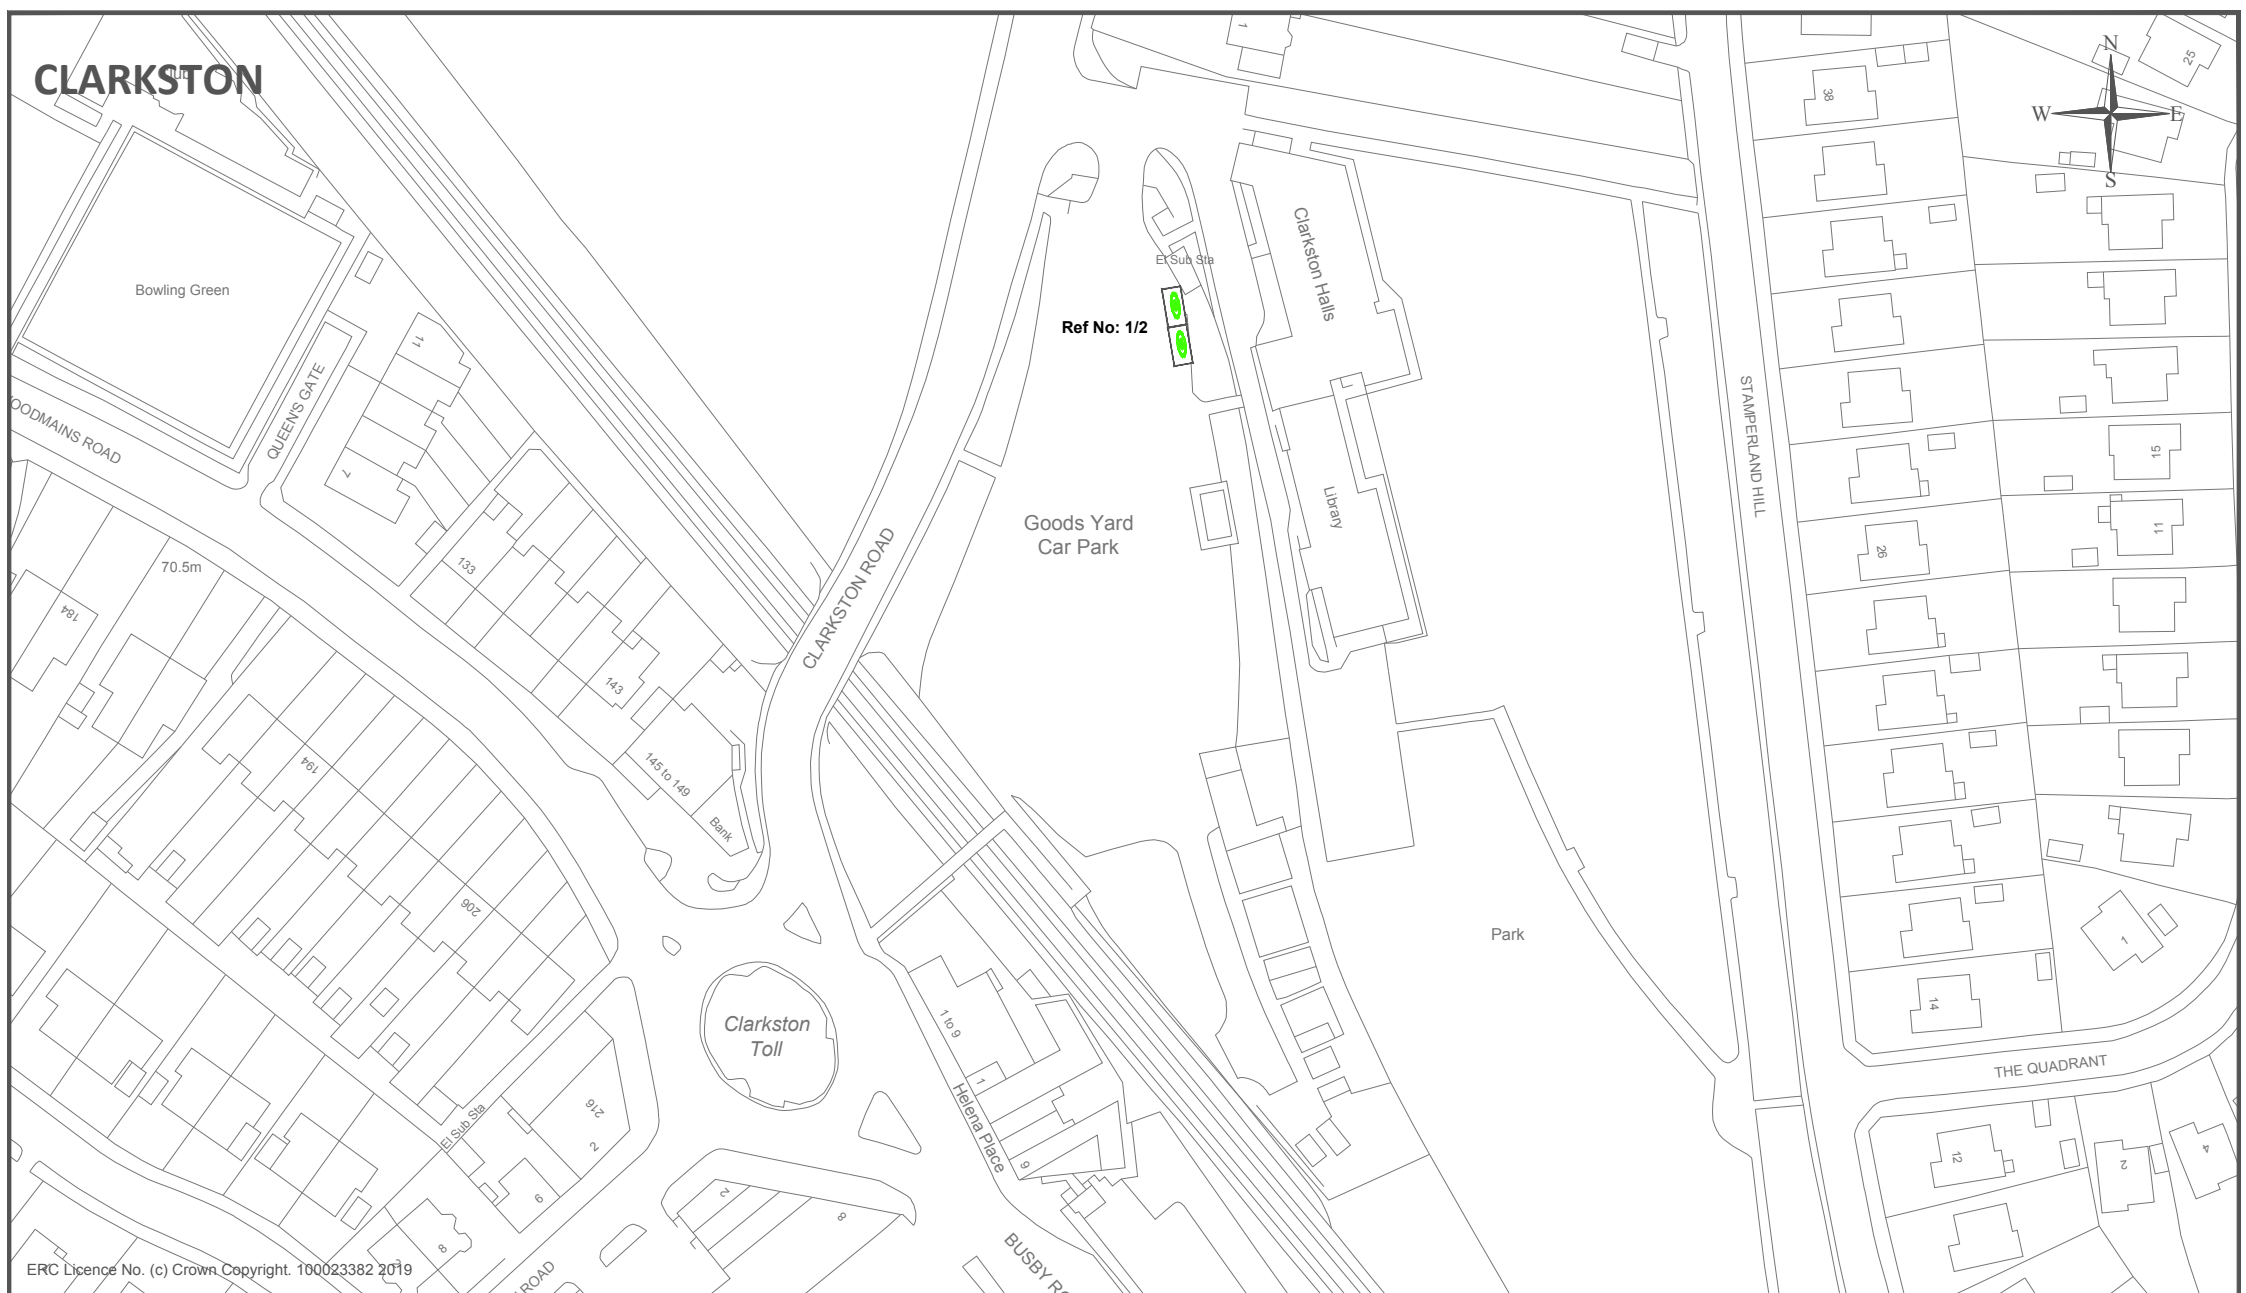 CLARKSTON
1
N
W
E
S
25
38
Bowling Green
Clarkston Halls
El Sub Sta
Ref No: 1/2
11
QUEEN'S GATE
OODMAINS ROAD
7
STAMPERLAND HILL
15
11
Library
Goods Yard
Car Park
CLARKSTON ROAD
26
133
70.5m
184
143
145 to 149
194
Bank
206
Park
1
14
Clarkston
Toll
1 to 9
1
Helena Place
9
THE QUADRANT
216
2
El Sub Sta
6
8
2
8
12
2
4
BUSBY RO
ROAD
ERC Licence No. (c) Crown Copyright. 100023382 2019